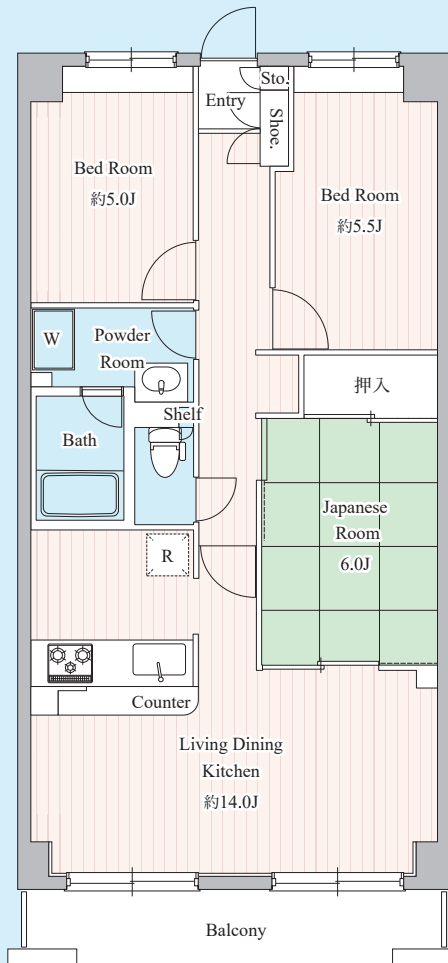 Sto.
Entry
Shoe.
Bed Room
約5.0J
Bed Room
約5.5J
W
Powder
Room
押入
Shelf
Bath
Japanese
Room
6.0J
R
Counter
Living Dining
Kitchen
約14.0J
Balcony